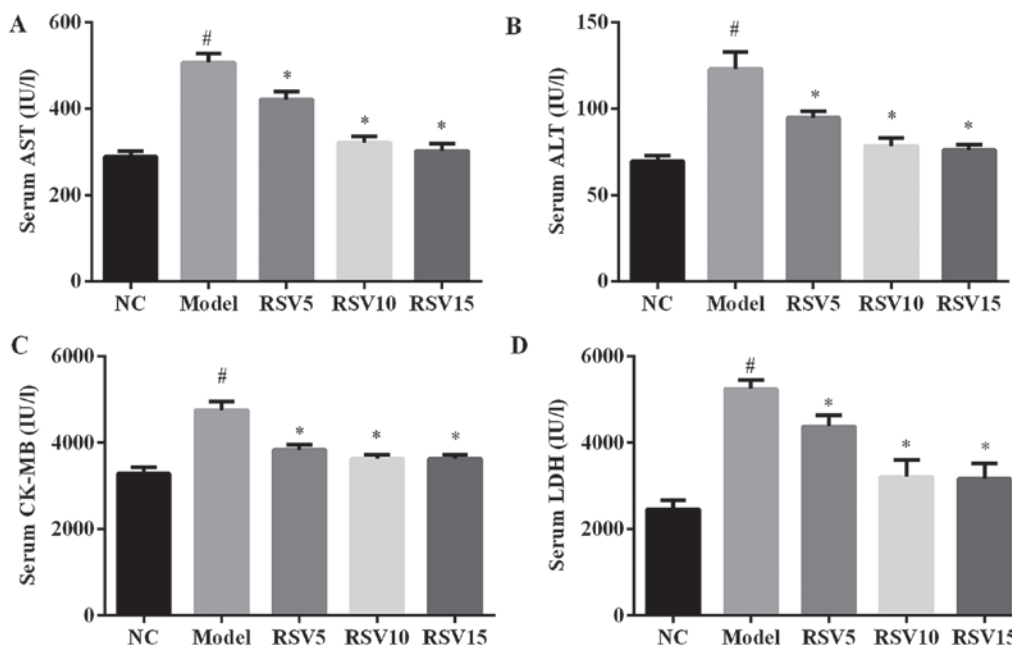 A
Serum AST (IU/l)
600
400
200
0
#
*
*
*
NC Model RSV5 RSV10 RSV15
B
Serum ALT (IU/l)
150
100
50
0
#
*
*
*
NC Model RSV5 RSV10 RSV15
C
Serum CK-MB (IU/l)
6000
4000
2000
0
#
*
*
*
NC Model RSV5 RSV10 RSV15
D
Serum LDH (IU/l)
6000
4000
2000
0
#
*
*
*
NC Model RSV5 RSV10 RSV15